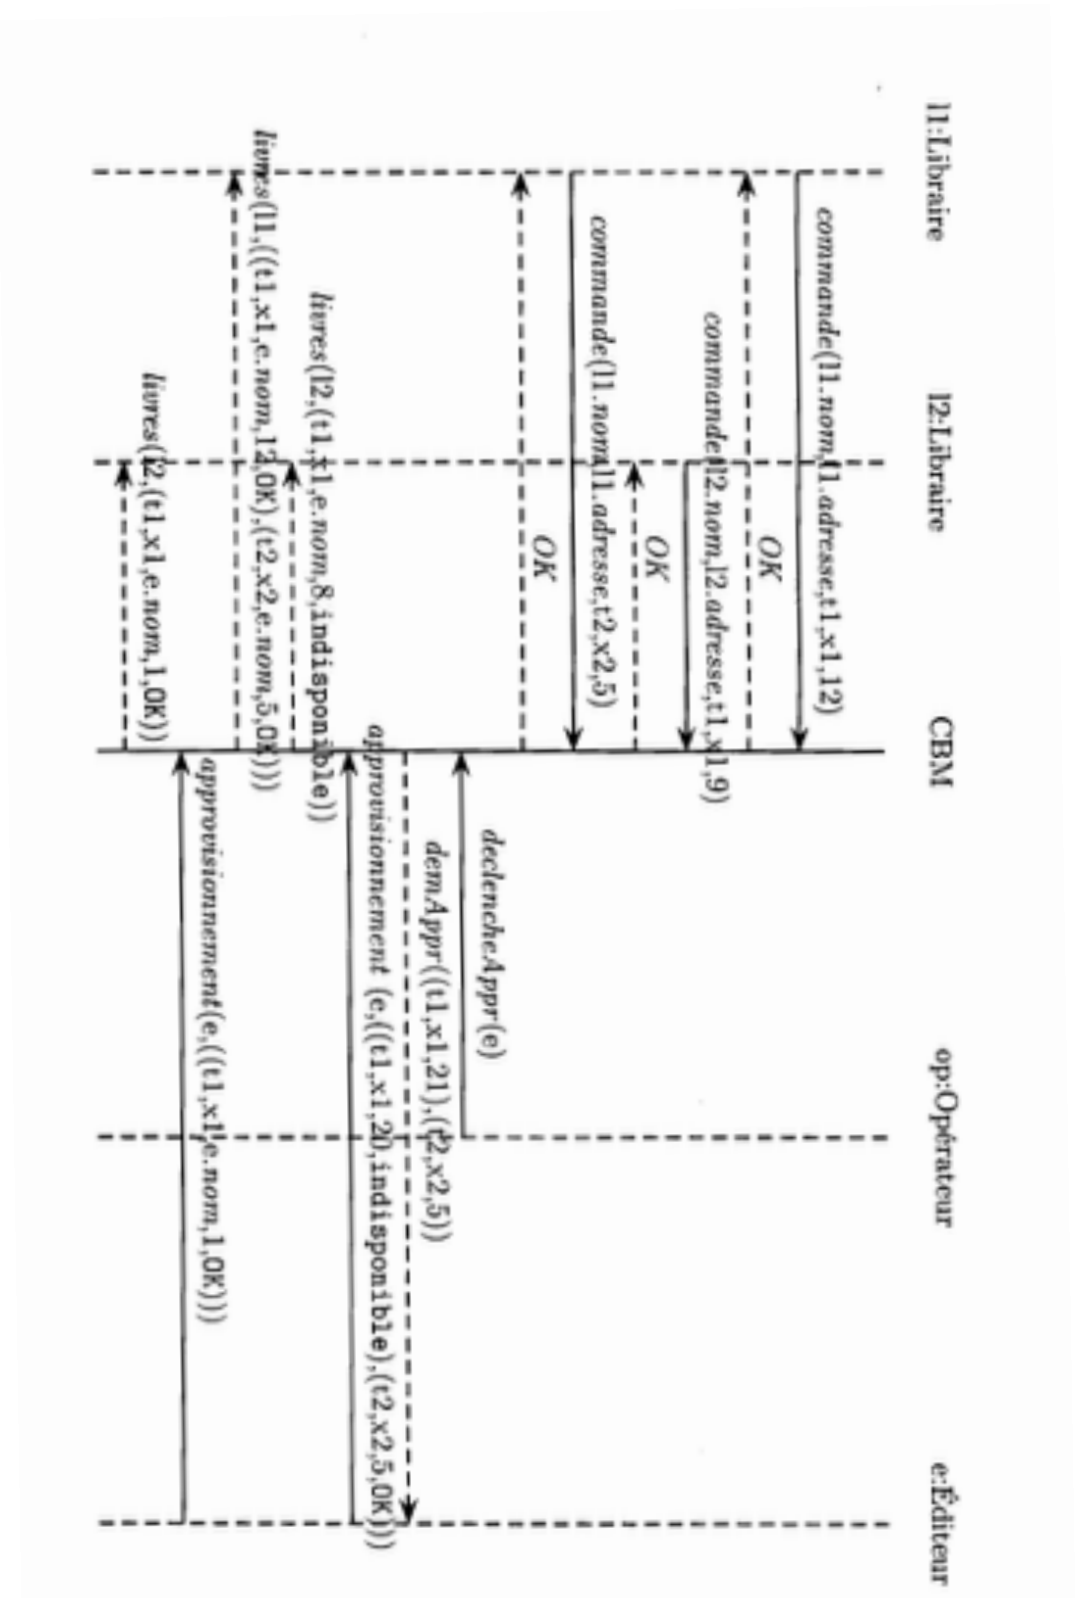 l1:Libraire
l2:Libraire
CBM
op:Opérateur
e:Éditeur
commande(l1.nom,l1.adresse,t1,x1,12)
OK
commande(l2.nom,l2.adresse,t1,x1,9)
OK
commande(l1.nom,l1.adresse,t2,x2,5)
OK
declencheAppr(e)
demAppr((t1,x1,21),(t2,x2,5))
approvisionnement (e,((t1,x1,20,indisponible),(t2,x2,5,OK)))
livres(l2,(t1,x1,e.nom,8,indisponible))
livres(l1,((t1,x1,e.nom,12,OK),(t2,x2,e.nom,5,OK)))
approvisionnement(e,((t1,x1,e.nom,1,OK)))
livres(l2,(t1,x1,e.nom,1,OK))